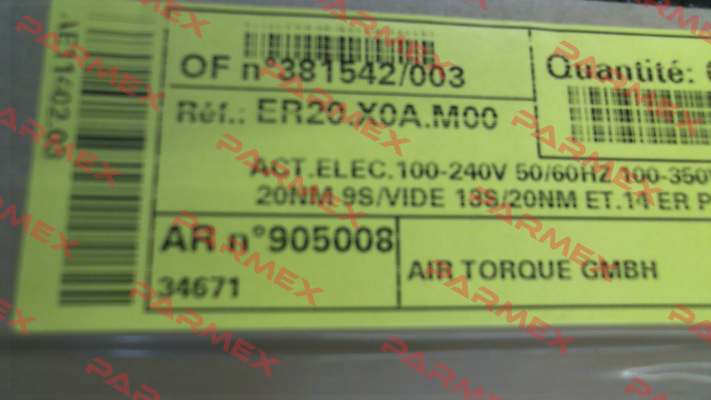 OF n°381542/003
Quantité:
Réf.: ER20.X0A.M00
ACT.ELEC.100-240V 50/60HZ 100-350V
20NM 9S/VIDE 18S/20NM ET.14 ER P
AR n°905008
34671
AIR TORQUE GMBH
PARMEX